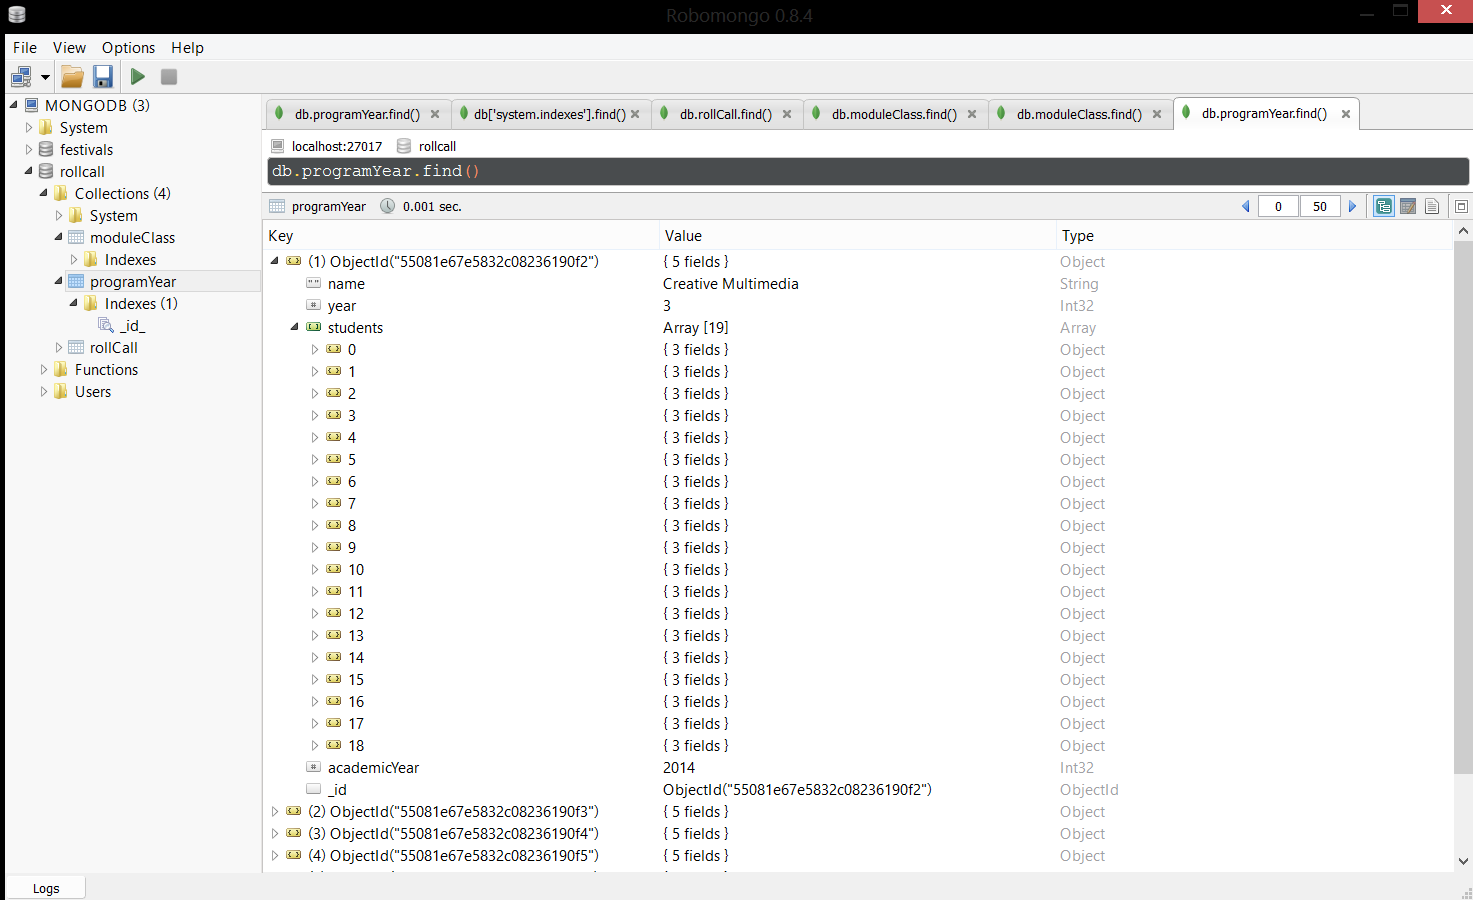 Robomongo 0.8.4
File View Options Help
MONGODB (3)
System
festivals
rollcall
Collections (4)
System
moduleClass
Indexes
programYear
Indexes (1)
_id_
rollCall
Functions
Users
db.programYear.find() db['system.indexes'].find() db.rollCall.find() db.moduleClass.find() db.moduleClass.find() db.programYear.find()
localhost:27017 rollcall
db.programYear.find()
programYear 0.001 sec. 0 50
Key Value Type
(1) ObjectId("55081e67e5832c08236190f2") { 5 fields } Object
name Creative Multimedia String
year 3 Int32
students Array [19] Array
0 { 3 fields } Object
1 { 3 fields } Object
2 { 3 fields } Object
3 { 3 fields } Object
4 { 3 fields } Object
5 { 3 fields } Object
6 { 3 fields } Object
7 { 3 fields } Object
8 { 3 fields } Object
9 { 3 fields } Object
10 { 3 fields } Object
11 { 3 fields } Object
12 { 3 fields } Object
13 { 3 fields } Object
14 { 3 fields } Object
15 { 3 fields } Object
16 { 3 fields } Object
17 { 3 fields } Object
18 { 3 fields } Object
academicYear 2014 Int32
_id ObjectId("55081e67e5832c08236190f2") ObjectId
(2) ObjectId("55081e67e5832c08236190f3") { 5 fields } Object
(3) ObjectId("55081e67e5832c08236190f4") { 5 fields } Object
(4) ObjectId("55081e67e5832c08236190f5") { 5 fields } Object
Logs